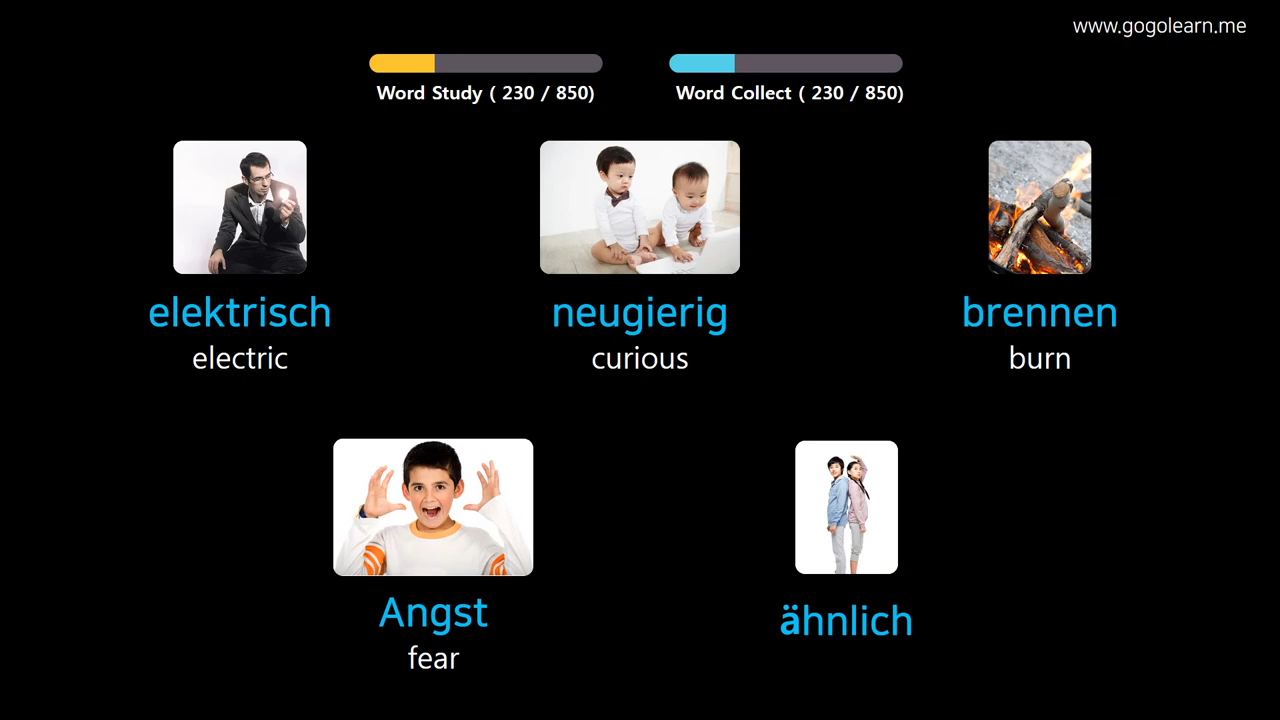 www.gogolearn.me
Word Study ( 230 / 850)
Word Collect ( 230 / 850)
elektrisch
electric
neugierig
curious
brennen
burn
Angst
fear
ähnlich